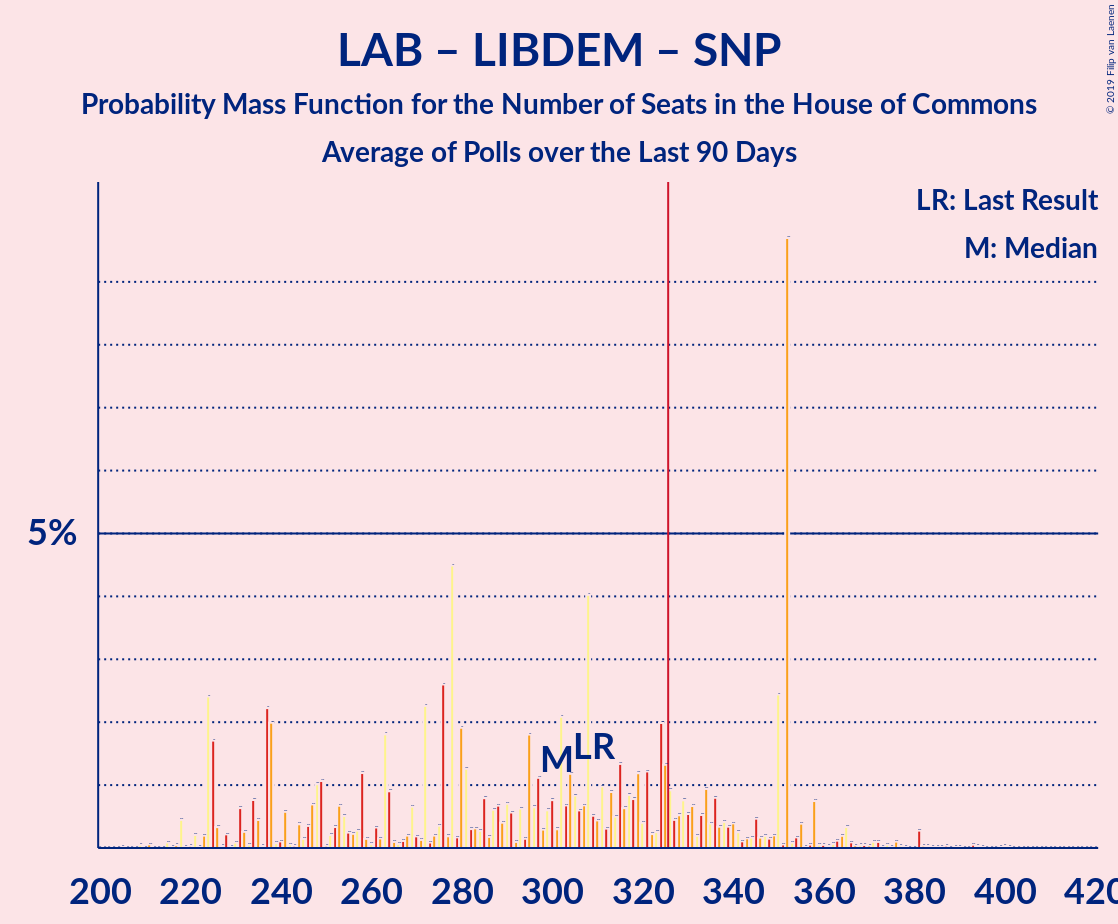 LAB – LIBDEM – SNP
Probability Mass Function for the Number of Seats in the House of Commons
Average of Polls over the Last 90 Days
© 2019 Filip van Laenen
LR: Last Result
M: Median
5%
M LR
200 220 240 260 280 300 320 340 360 380 400 420